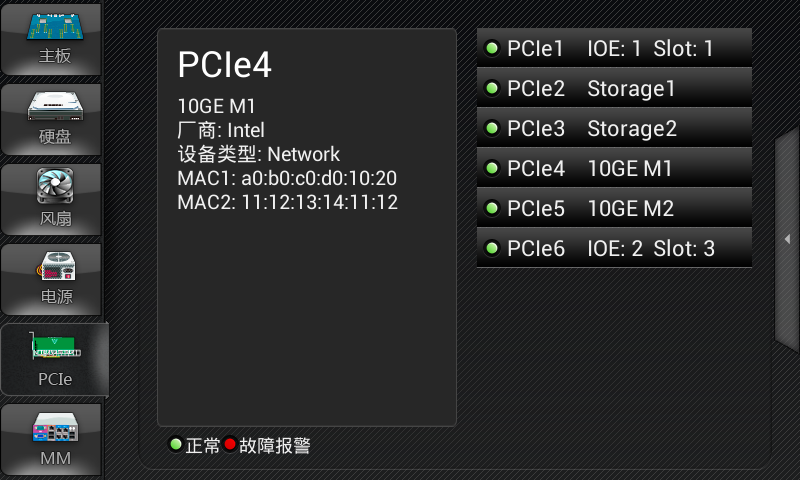 主板
硬盘
风扇
电源
PCIe
MM
PCIe4
10GE M1
厂商: Intel
设备类型: Network
MAC1: a0:b0:c0:d0:10:20
MAC2: 11:12:13:14:11:12
正常 故障报警
PCIe1 IOE: 1 Slot: 1
PCIe2 Storage1
PCIe3 Storage2
PCIe4 10GE M1
PCIe5 10GE M2
PCIe6 IOE: 2 Slot: 3